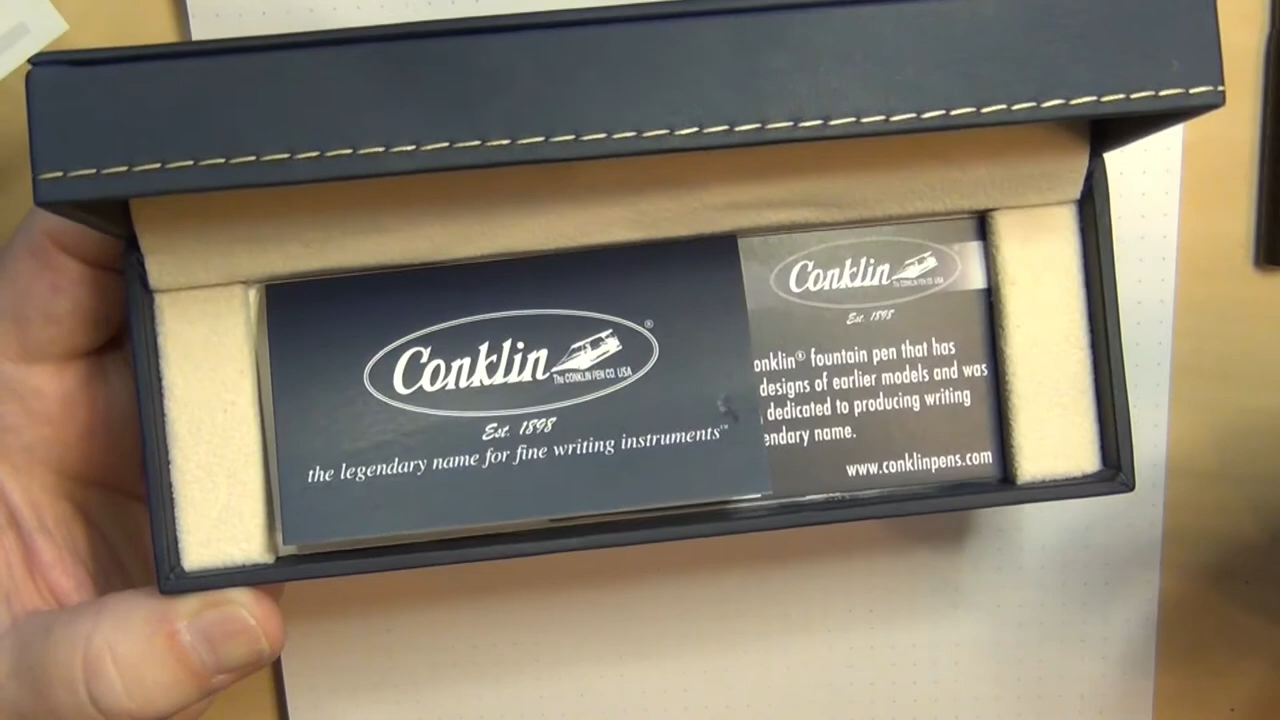 Conklin®
The CONKLIN PEN CO. USA
Est. 1898
the legendary name for fine writing instruments™
Conklin
The CONKLIN PEN CO. USA
Est. 1898
onklin® fountain pen that has
designs of earlier models and was
, dedicated to producing writing
endary name.
www.conklinpens.com